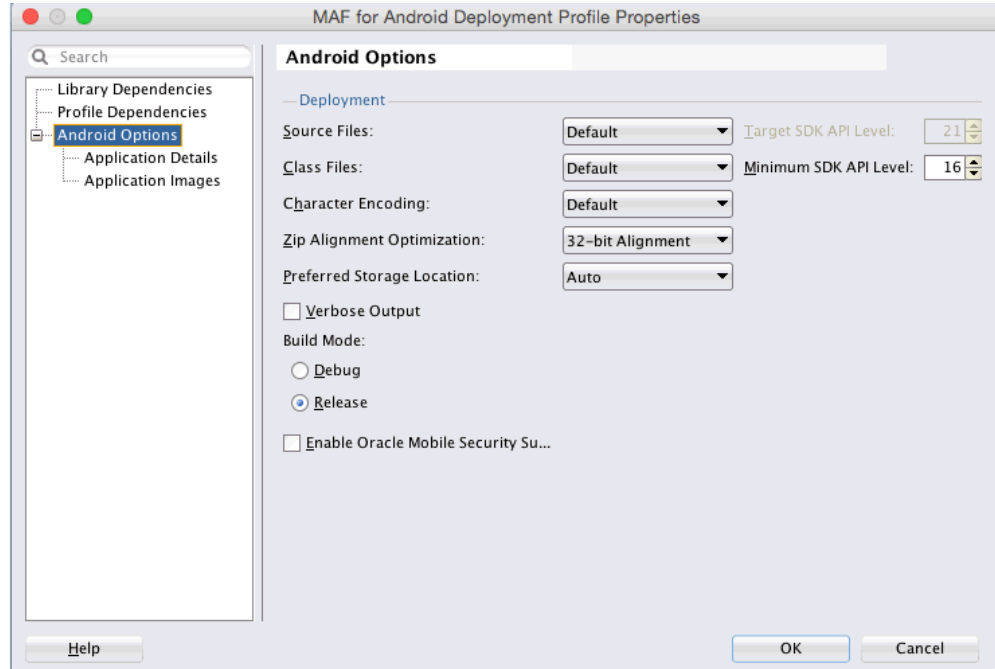 MAF for Android Deployment Profile Properties
Search
Library Dependencies
Profile Dependencies
Android Options
Application Details
Application Images
Android Options
Deployment
Source Files: Default Target SDK API Level: 21
Class Files: Default Minimum SDK API Level: 16
Character Encoding: Default
Zip Alignment Optimization: 32-bit Alignment
Preferred Storage Location: Auto
Verbose Output
Build Mode:
Debug
Release
Enable Oracle Mobile Security Su...
Help OK Cancel